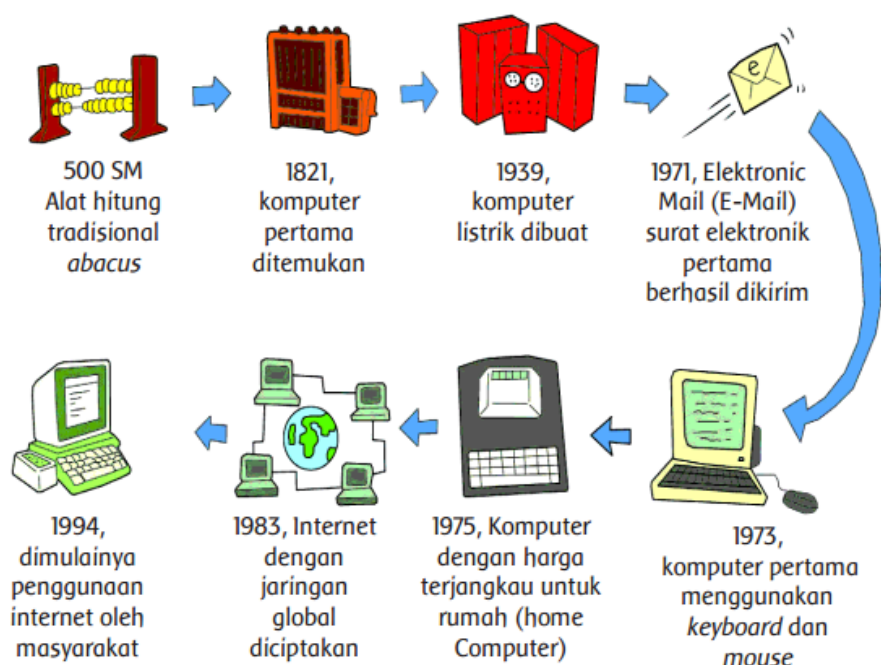 e
500 SM
Alat hitung
tradisional
abacus
1821,
komputer
pertama
ditemukan
1939,
komputer
listrik dibuat
1971, Elektronic
Mail (E-Mail)
surat elektronik
pertama
berhasil dikirim
1973,
komputer pertama
menggunakan
keyboard dan
mouse
1975, Komputer
dengan harga
terjangkau untuk
rumah (home
Computer)
1983, Internet
dengan
jaringan
global
diciptakan
1994,
dimulainya
penggunaan
internet oleh
masyarakat